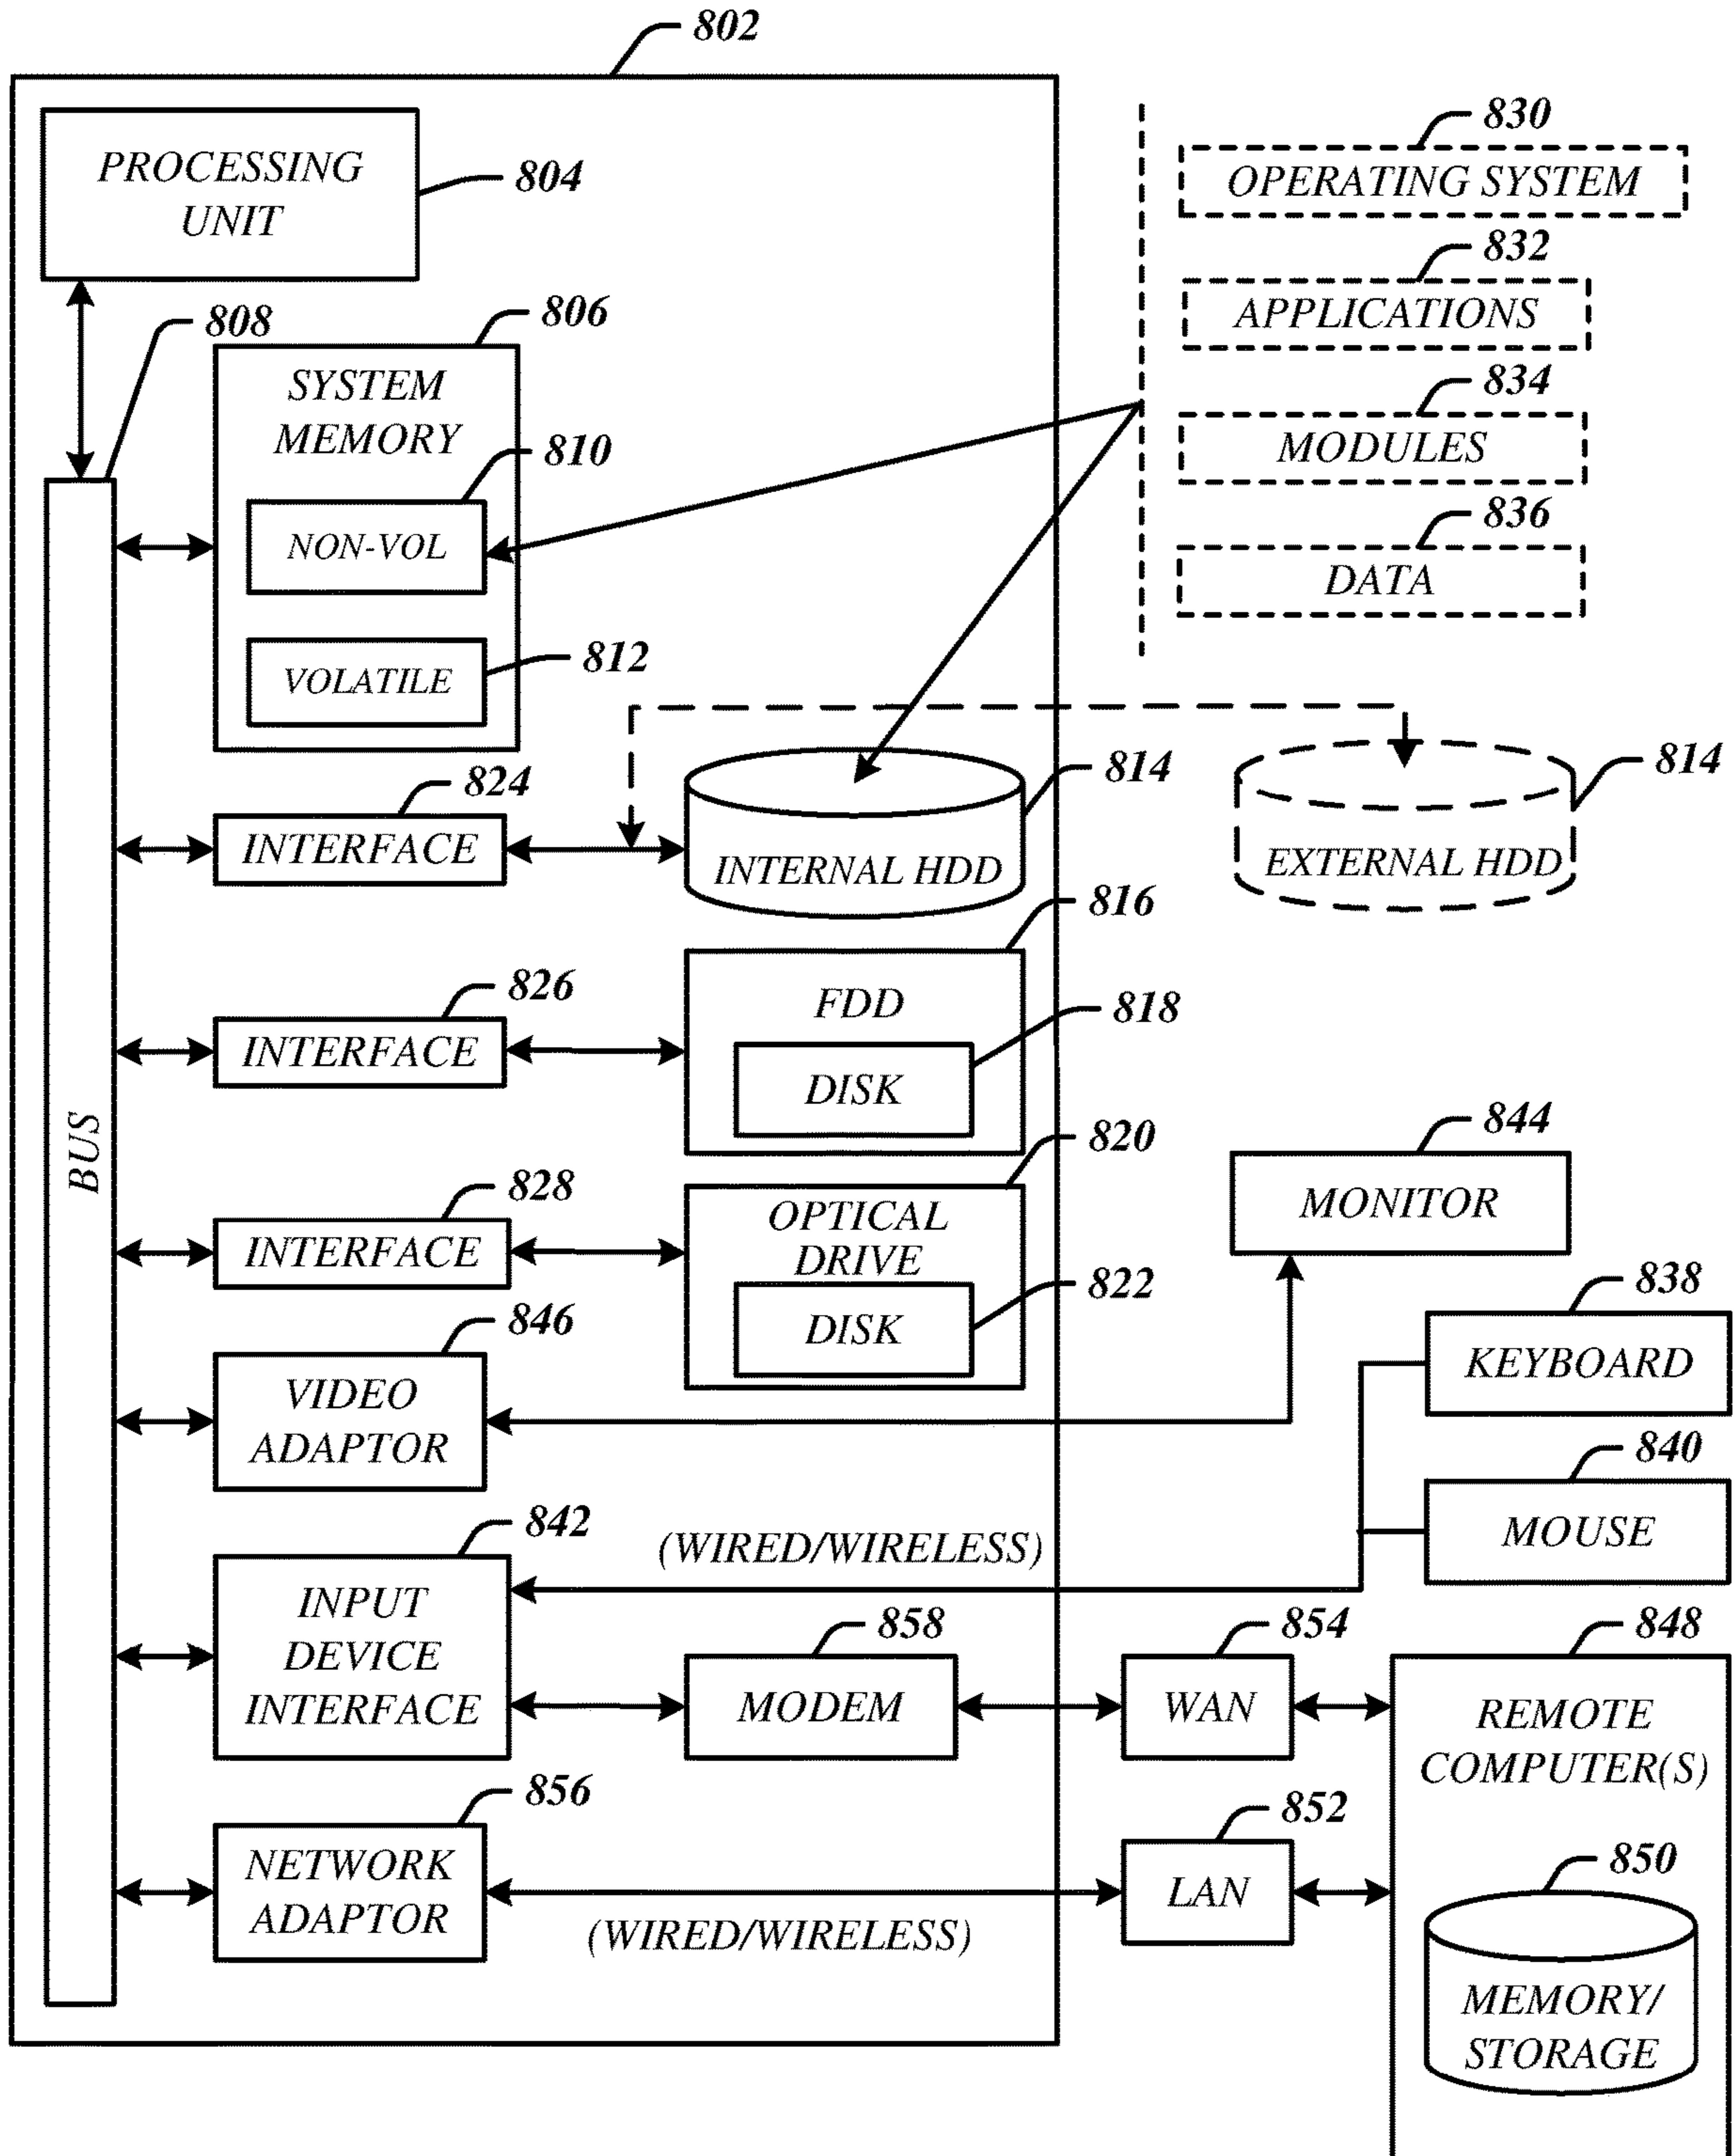 802
PROCESSING
UNIT
804
830
OPERATING SYSTEM
832
APPLICATIONS
834
MODULES
836
DATA
808
806
SYSTEM
MEMORY
810
NON-VOL
812
VOLATILE
824
INTERFACE
814
INTERNAL HDD
814
EXTERNAL HDD
816
FDD
818
DISK
826
INTERFACE
BUS
820
OPTICAL
DRIVE
822
DISK
828
INTERFACE
844
MONITOR
838
KEYBOARD
846
VIDEO
ADAPTOR
840
MOUSE
842
INPUT
DEVICE
INTERFACE
(WIRED/WIRELESS)
858
MODEM
854
WAN
848
REMOTE
COMPUTER(S)
856
NETWORK
ADAPTOR
(WIRED/WIRELESS)
852
LAN
850
MEMORY/
STORAGE